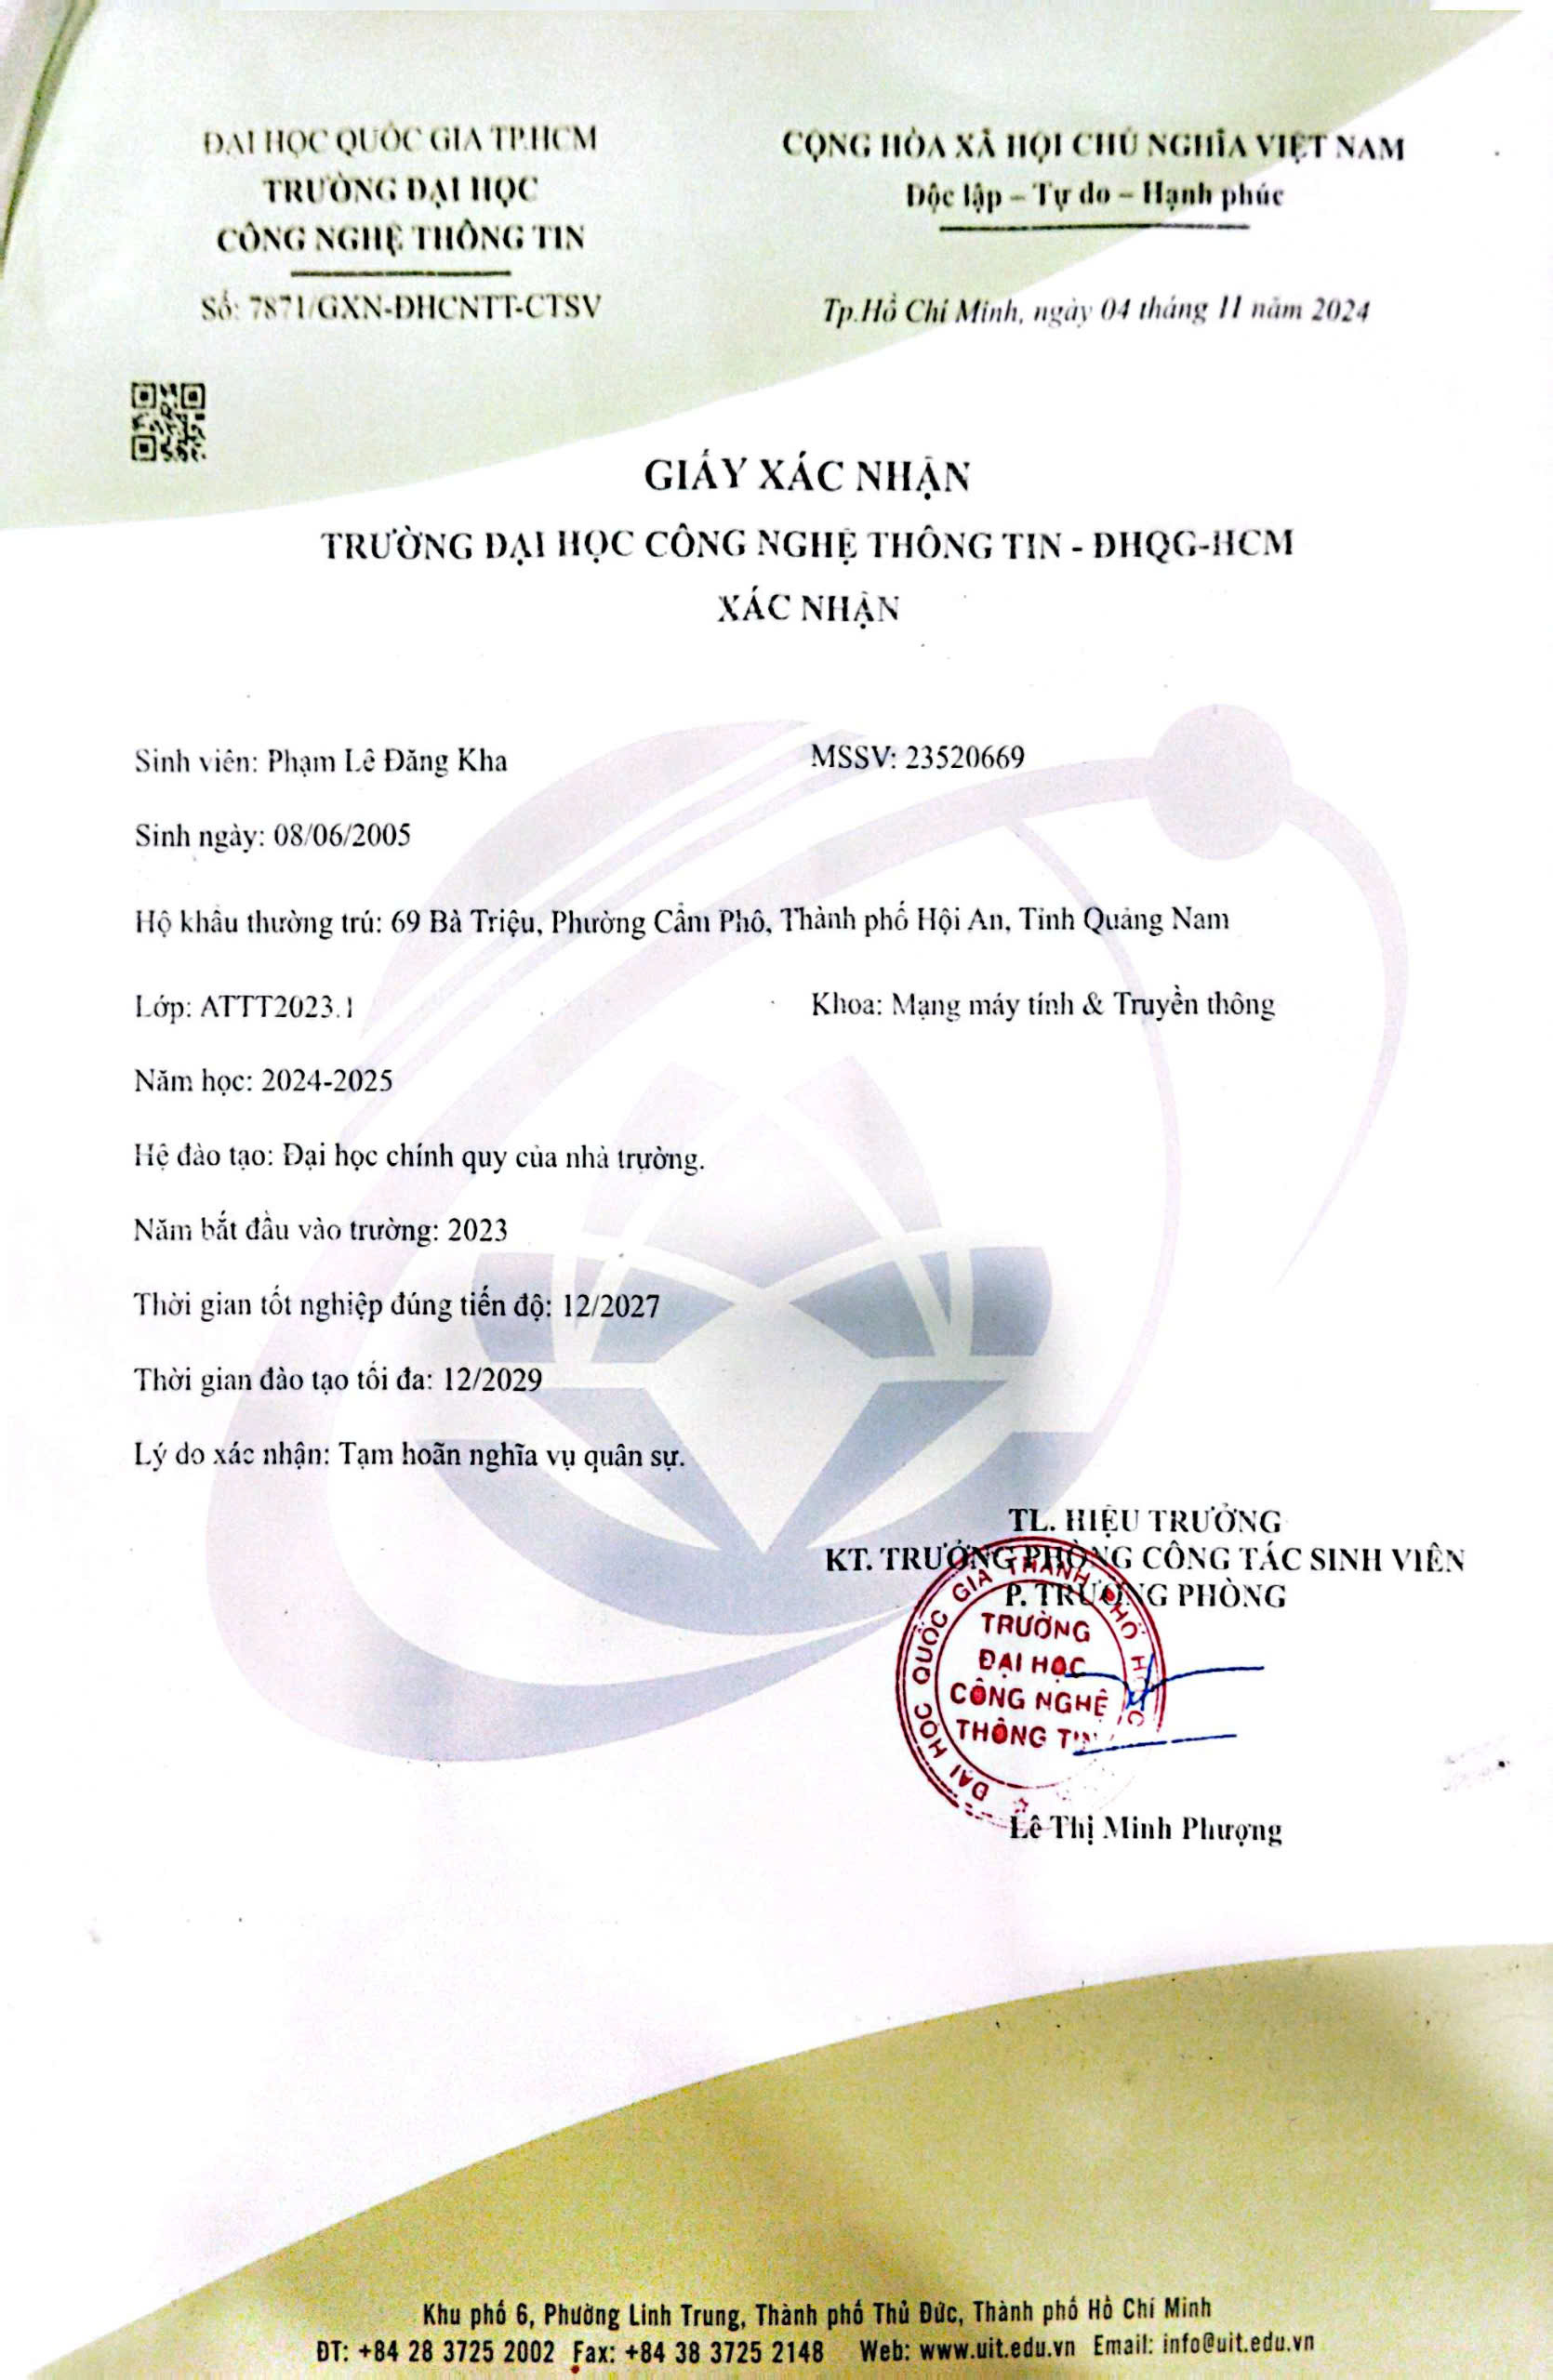 ĐẠI HỌC QUỐC GIA TP.HCM
TRƯỜNG ĐẠI HỌC
CÔNG NGHỆ THÔNG TIN
Số: 7871/GXN-ĐHCNTT-CTSV
CỘNG HÒA XÃ HỘI CHỦ NGHĨA VIỆT NAM
Độc lập – Tự do – Hạnh phúc
Tp.Hồ Chí Minh, ngày 04 tháng 11 năm 2024
GIẤY XÁC NHẬN
TRƯỜNG ĐẠI HỌC CÔNG NGHỆ THÔNG TIN - ĐHQG-HCM
XÁC NHẬN
Sinh viên: Phạm Lê Đăng Kha MSSV: 23520669
Sinh ngày: 08/06/2005
Hộ khẩu thường trú: 69 Bà Triệu, Phường Cẩm Phô, Thành phố Hội An, Tỉnh Quảng Nam
Lớp: ATTT2023.1 Khoa: Mạng máy tính & Truyền thông
Năm học: 2024-2025
Hệ đào tạo: Đại học chính quy của nhà trường.
Năm bắt đầu vào trường: 2023
Thời gian tốt nghiệp đúng tiến độ: 12/2027
Thời gian đào tạo tối đa: 12/2029
Lý do xác nhận: Tạm hoãn nghĩa vụ quân sự.
TL. HIỆU TRƯỞNG
KT. TRƯỞNG PHÒNG CÔNG TÁC SINH VIÊN
P. TRƯỞNG PHÒNG
ĐẠI HỌC QUỐC GIA THÀNH PHỐ HỒ
TRƯỜNG
ĐẠI HỌC
CÔNG NGHỆ
THÔNG TIN
Lê Thị Minh Phượng
Khu phố 6, Phường Linh Trung, Thành phố Thủ Đức, Thành phố Hồ Chí Minh
ĐT: +84 28 3725 2002 Fax: +84 38 3725 2148 Web: www.uit.edu.vn Email: info@uit.edu.vn